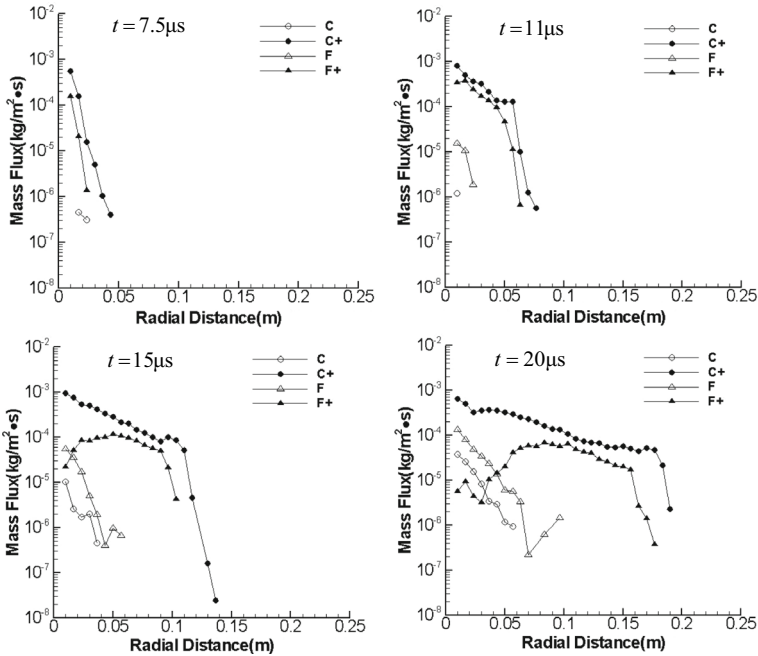 t = 7.5μs
C
C+
F
F+
10⁻²
10⁻³
10⁻⁴
10⁻⁵
10⁻⁶
10⁻⁷
10⁻⁸
Mass Flux(kg/m²•s)
0 0.05 0.1 0.15 0.2 0.25
Radial Distance(m)
t = 11μs
C
C+
F
F+
10⁻²
10⁻³
10⁻⁴
10⁻⁵
10⁻⁶
10⁻⁷
10⁻⁸
Mass Flux(kg/m²•s)
0 0.05 0.1 0.15 0.2 0.25
Radial Distance(m)
t = 15μs
C
C+
F
F+
10⁻²
10⁻³
10⁻⁴
10⁻⁵
10⁻⁶
10⁻⁷
10⁻⁸
Mass Flux(kg/m²•s)
0 0.05 0.1 0.15 0.2 0.25
Radial Distance(m)
t = 20μs
C
C+
F
F+
10⁻²
10⁻³
10⁻⁴
10⁻⁵
10⁻⁶
10⁻⁷
10⁻⁸
Mass Flux(kg/m²•s)
0 0.05 0.1 0.15 0.2 0.25
Radial Distance(m)